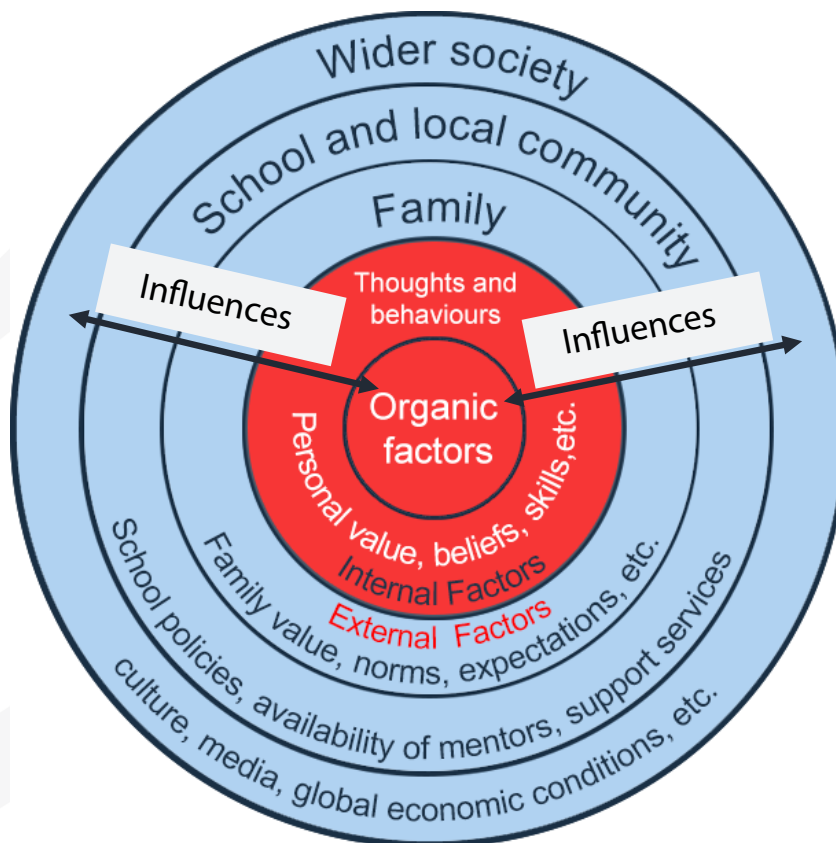 Wider society
School and local community
Family
Influences
Influences
Thoughts and
behaviours
Organic
factors
Personal value, beliefs, skills, etc.
Internal Factors
External Factors
Family value, norms, expectations, etc.
School policies, availability of mentors, support services
culture, media, global economic conditions, etc.